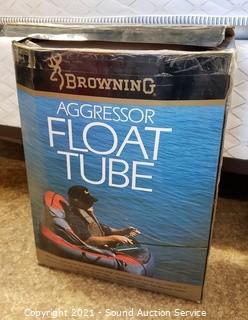 BROWNING
AGGRESSOR
FLOAT
TUBE
Copyright 2021 - Sound Auction Service